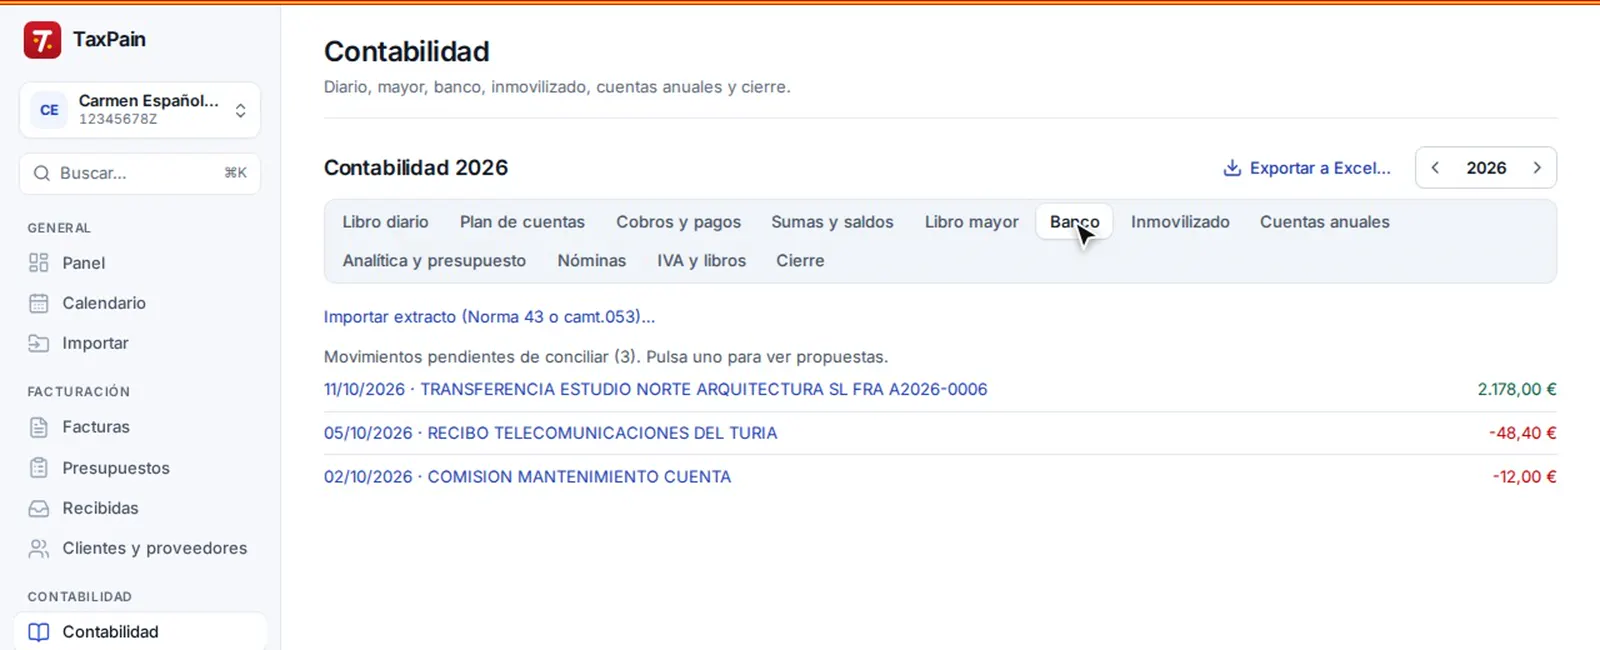 TaxPain
CE
Carmen Español...
12345678Z
Buscar...
⌘K
GENERAL
Panel
Calendario
Importar
FACTURACIÓN
Facturas
Presupuestos
Recibidas
Clientes y proveedores
CONTABILIDAD
Contabilidad
Contabilidad
Diario, mayor, banco, inmovilizado, cuentas anuales y cierre.
Contabilidad 2026
Exportar a Excel...
2026
Libro diario Plan de cuentas Cobros y pagos Sumas y saldos Libro mayor Banco Inmovilizado Cuentas anuales
Analítica y presupuesto Nóminas IVA y libros Cierre
Importar extracto (Norma 43 o camt.053)...
Movimientos pendientes de conciliar (3). Pulsa uno para ver propuestas.
11/10/2026 · TRANSFERENCIA ESTUDIO NORTE ARQUITECTURA SL FRA A2026-0006 2.178,00 €
05/10/2026 · RECIBO TELECOMUNICACIONES DEL TURIA -48,40 €
02/10/2026 · COMISION MANTENIMIENTO CUENTA -12,00 €